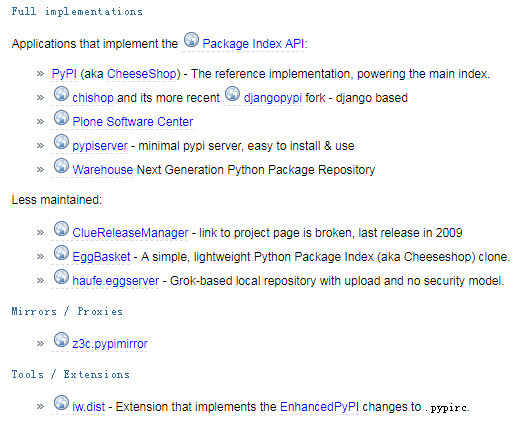 Full implementations
Applications that implement the Package Index API:
» PyPI (aka CheeseShop) - The reference implementation, powering the main index.
» chishop and its more recent djangopypi fork - django based
» Plone Software Center
» pypiserver - minimal pypi server, easy to install & use
» Warehouse Next Generation Python Package Repository
Less maintained:
» ClueReleaseManager - link to project page is broken, last release in 2009
» EggBasket - A simple, lightweight Python Package Index (aka Cheeseshop) clone.
» haufe.eggserver - Grok-based local repository with upload and no security model.
Mirrors / Proxies
» z3c.pypimirror
Tools / Extensions
» iw.dist - Extension that implements the EnhancedPyPI changes to .pypirc.